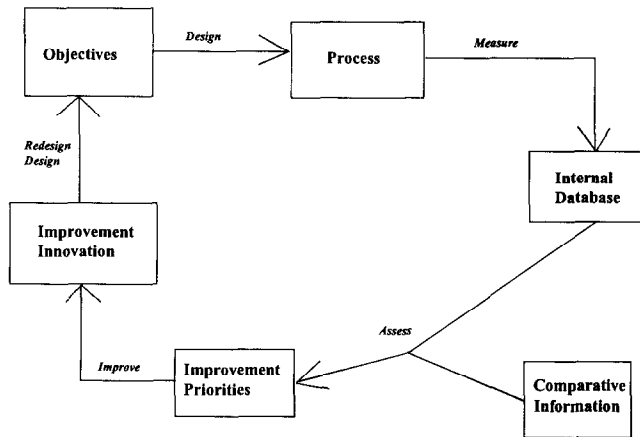 Objectives
Design
Process
Measure
Redesign
Design
Internal
Database
Improvement
Innovation
Assess
Improve
Improvement
Priorities
Comparative
Information